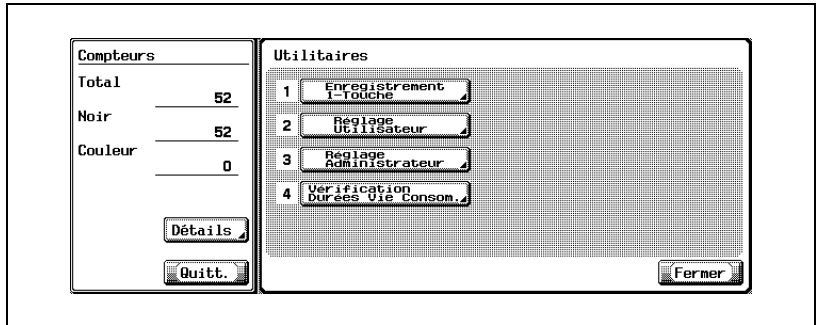 Compteurs
Total
52
Noir
52
Couleur
0
Détails
Quitt.
Utilitaires
1 Enregistrement
1-Touche
2 Réglage
Utilisateur
3 Réglage
Administrateur
4 Vérification
Durées Vie Consom.
Fermer